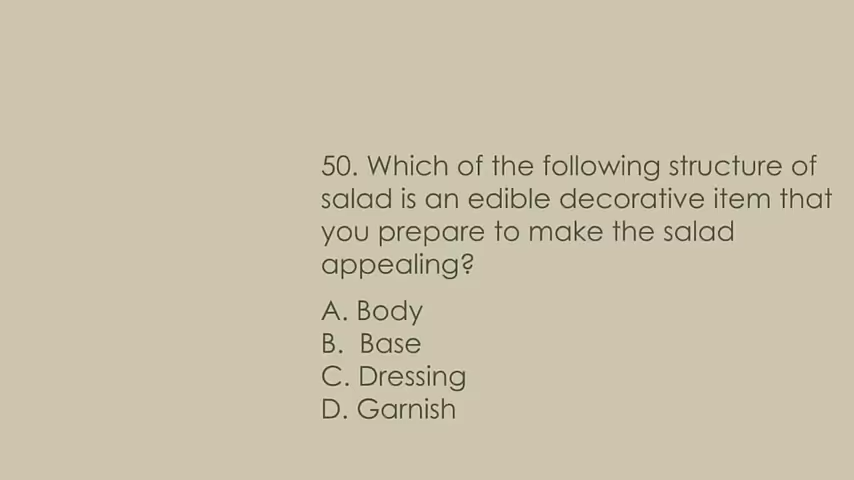 50. Which of the following structure of
salad is an edible decorative item that
you prepare to make the salad
appealing?
A. Body
B.  Base
C. Dressing
D. Garnish